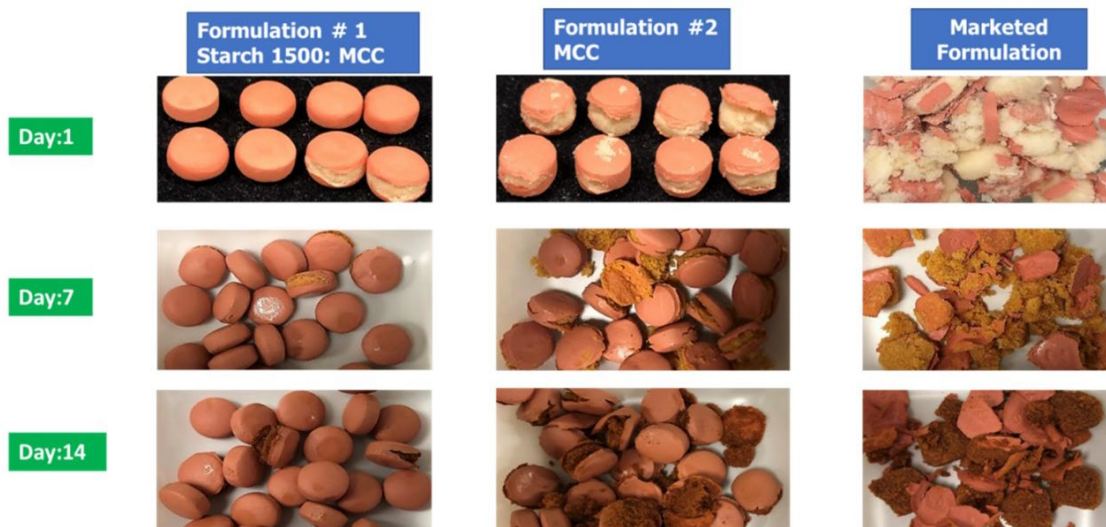 Formulation # 1
Starch 1500: MCC
Formulation #2
MCC
Marketed
Formulation
Day:1
Day:7
Day:14